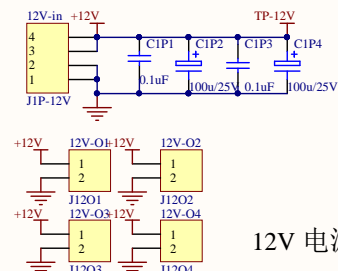 12V-in +12V TP-12V
4
3
2
1
C1P1 C1P2 C1P3 C1P4
+ +
0.1uF 100u/25V 0.1uF 100u/25V
J1P-12V
+12V 12V-O1 +12V 12V-O2
1 1
2 2
J12O1 J12O2
+12V 12V-O3 +12V 12V-O4
1 1
2 2
J12O3 J12O4
12V 电